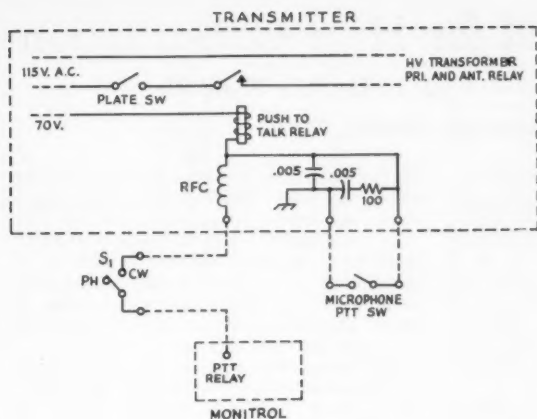 TRANSMITTER
115V. A.C.
PLATE SW
HV TRANSFORMER
PRI. AND ANT. RELAY
70V.
PUSH TO
TALK RELAY
RFC
.005
.005
100
S1
CW
PH
MICROPHONE
PTT SW
PTT
RELAY
MONITROL